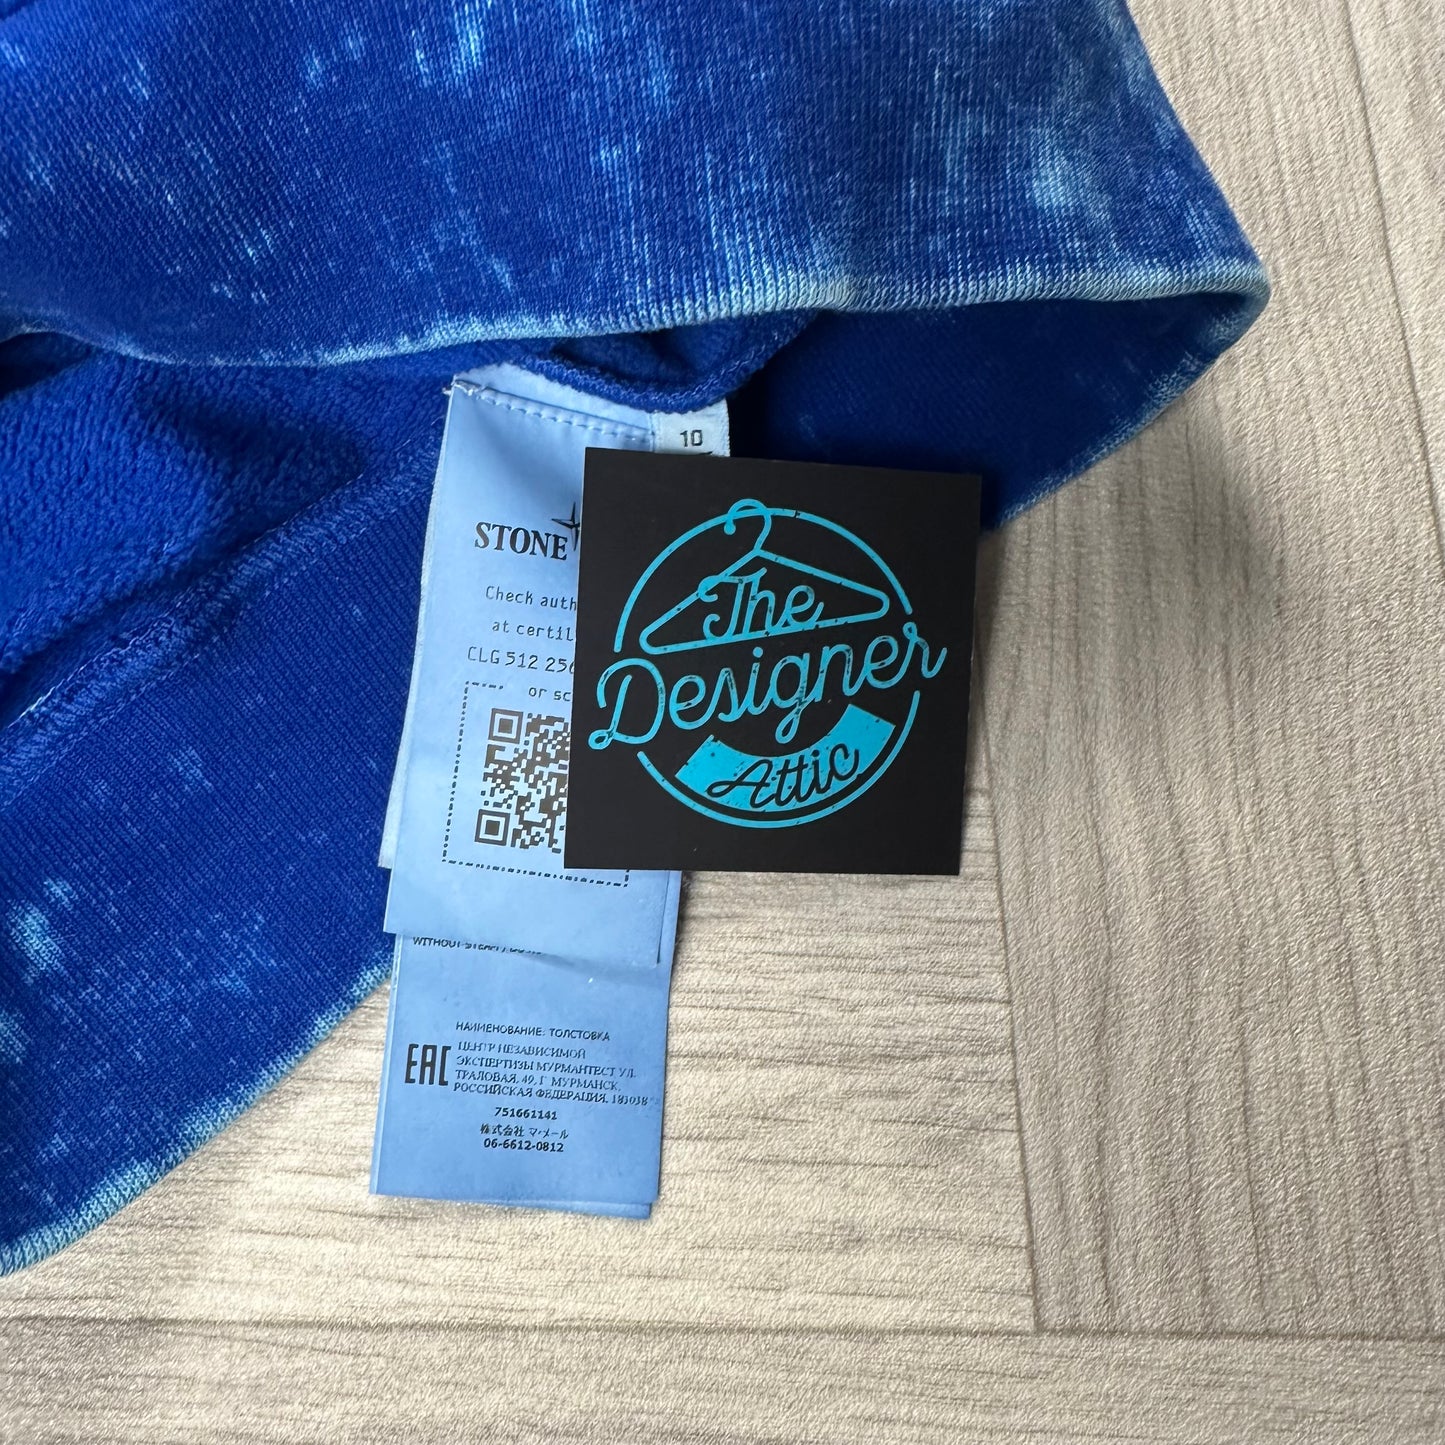 10
STONE
Check auth
at certil
CLG 512 256
or sc
The
Designer
Attic
НАИМЕНОВАНИЕ: ТОЛСТОВКА
EAC
ЦЕНТР НЕЗАВИСИМОЙ
ЭКСПЕРТИЗЫ МУРМАНТЕСТ УЛ.
ТРАЛОВАЯ, 49, Г МУРМАНСК,
РОССИЙСКАЯ ФЕДЕРАЦИЯ, 183038
751661141
株式会社 マ・メール
06-6612-0812